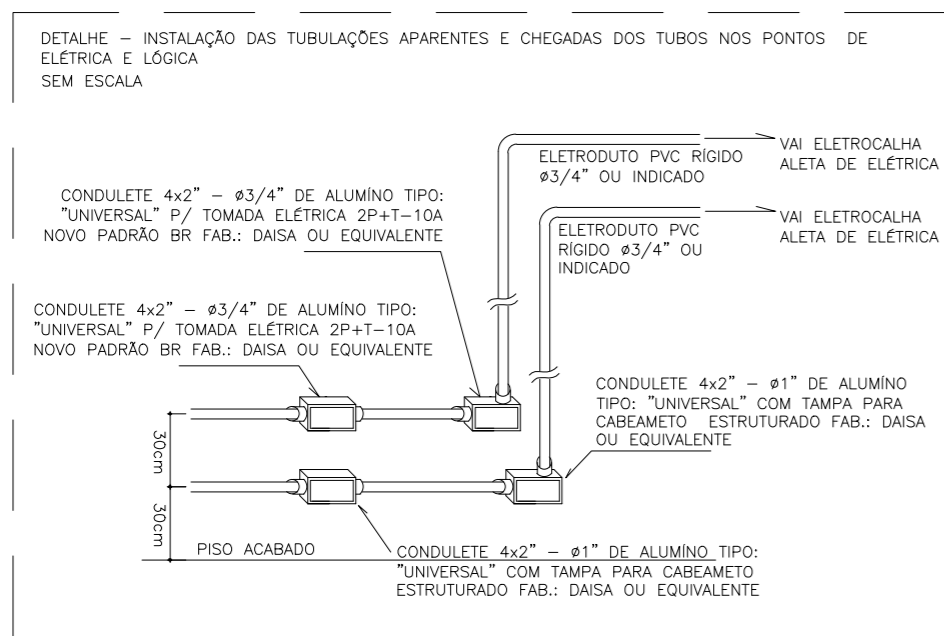 DETALHE – INSTALAÇÃO DAS TUBULAÇÕES APARENTES E CHEGADAS DOS TUBOS NOS PONTOS DE
ELÉTRICA E LÓGICA
SEM ESCALA
ELETRODUTO PVC RÍGIDO
ø3/4" OU INDICADO
VAI ELETROCALHA
ALETA DE ELÉTRICA
CONDULETE 4x2" – ø3/4" DE ALUMÍNO TIPO:
"UNIVERSAL" P/ TOMADA ELÉTRICA 2P+T-10A
NOVO PADRÃO BR FAB.: DAISA OU EQUIVALENTE
ELETRODUTO PVC
RÍGIDO ø3/4" OU
INDICADO
VAI ELETROCALHA
ALETA DE ELÉTRICA
CONDULETE 4x2" – ø3/4" DE ALUMÍNO TIPO:
"UNIVERSAL" P/ TOMADA ELÉTRICA 2P+T-10A
NOVO PADRÃO BR FAB.: DAISA OU EQUIVALENTE
CONDULETE 4x2" – ø1" DE ALUMÍNO
TIPO: "UNIVERSAL" COM TAMPA PARA
CABEAMETO ESTRUTURADO FAB.: DAISA
OU EQUIVALENTE
30cm
30cm
PISO ACABADO
CONDULETE 4x2" – ø1" DE ALUMÍNO TIPO:
"UNIVERSAL" COM TAMPA PARA CABEAMETO
ESTRUTURADO FAB.: DAISA OU EQUIVALENTE